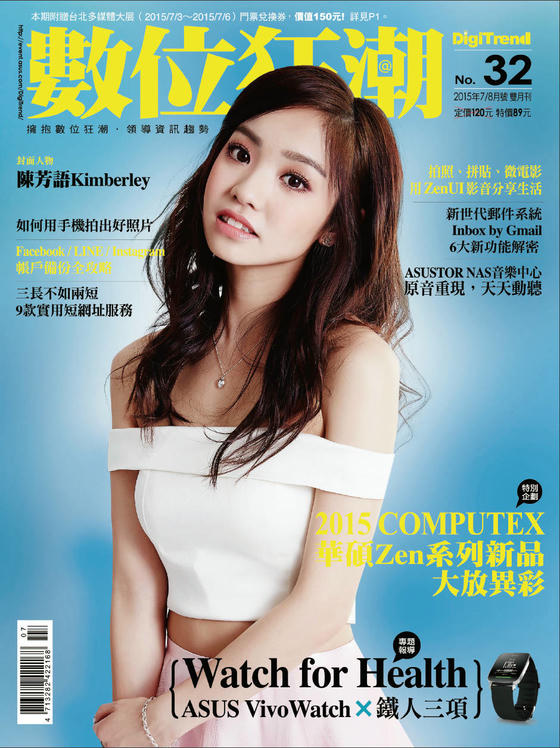 本期附贈台北多媒體大展（2015/7/3～2015/7/6）門票兌換券，價值150元! 詳見P1。
http://event.asus.com/DigiTrend/
數位狂潮
@
DigiTrend
No. 32
2015年7/8月號 雙月刊
定價120元 特價89元
擁抱數位狂潮．領導資訊趨勢
封面人物
陳芳語Kimberley
如何用手機拍出好照片
Facebook / LINE / Instagram
帳戶備份全攻略
三長不如兩短
9款實用短網址服務
拍照、拼貼、微電影
用 ZenUI 影音分享生活
新世代郵件系統
Inbox by Gmail
6大新功能解密
ASUSTOR NAS音樂中心
原音重現，天天動聽
特別
企劃
2015 COMPUTEX
華碩Zen系列新品
大放異彩
專題
報導
Watch for Health
ASUS VivoWatch × 鐵人三項
07
4 713282 422168